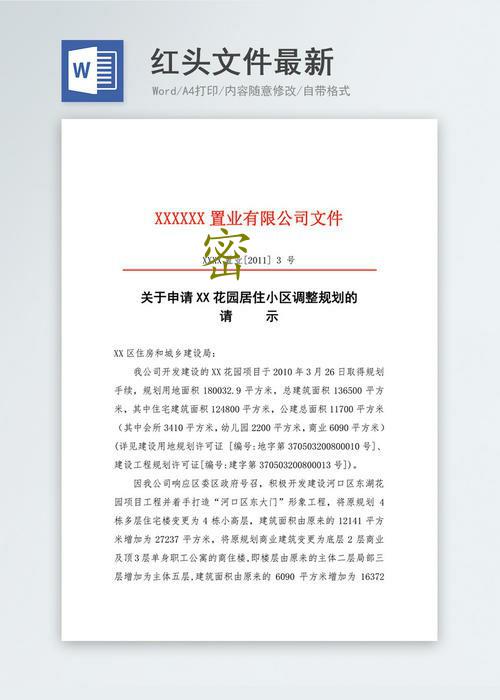 W
红头文件最新
Word/A4打印/内容随意修改/自带格式
XXXXXX 置业有限公司文件
密
XXXX 置业[2011] 3 号
关于申请 XX 花园居住小区调整规划的
请 示
XX 区住房和城乡建设局:
我公司开发建设的 XX 花园项目于 2010 年 3 月 26 日取得规划
手续, 规划用地面积 180032.9 平方米, 总建筑面积 136500 平方
米, 其中住宅建筑面积 124800 平方米, 公建总面积 11700 平方米
(其中会所 3410 平方米, 幼儿园 2200 平方米, 商业 6090 平方米)
(详见建设用地规划许可证 [编号:地字第 370503200800010 号]、
建设工程规划许可证[编号:建字第 370503200800013 号])。
因我公司响应区委区政府号召, 积极开发建设河口区东湖花
园项目工程并着手打造“河口区东大门”形象工程, 将原规划 4
栋多层住宅楼变更为 4 栋小高层, 建筑面积由原来的 12141 平方
米增加为 27237 平方米, 将原规划商业建筑变更为底层 2 层商业
及顶 3 层单身职工公寓的商住楼, 即楼层由原来的主体二层局部三
层增加为主体五层, 建筑面积由原来的 6090 平方米增加为 16372